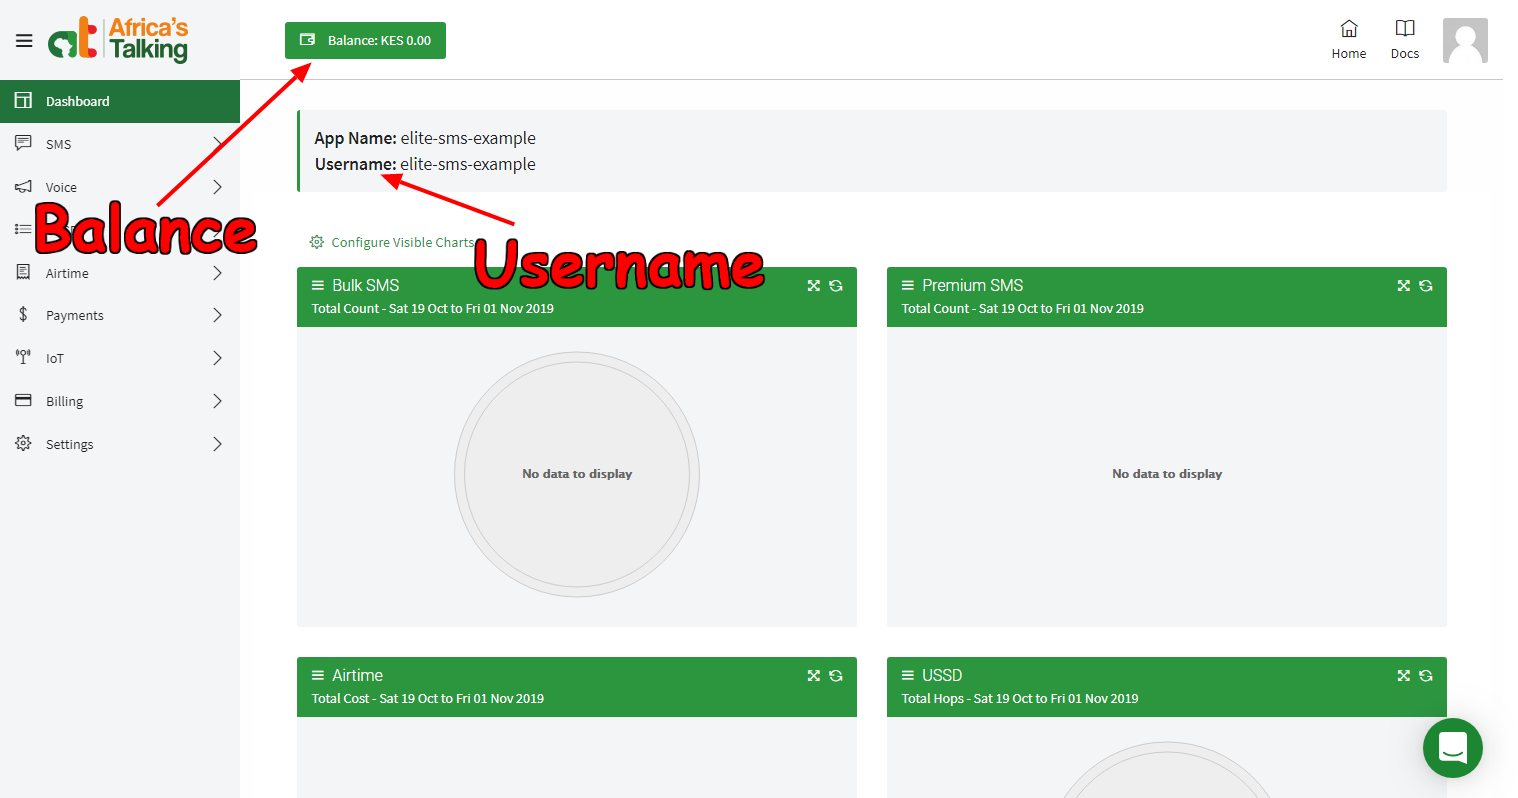 Africa's
Talking
Balance: KES 0.00
Home
Docs
Dashboard
SMS
Voice
Airtime
Payments
IoT
Billing
Settings
App Name: elite-sms-example
Username: elite-sms-example
Balance
Username
Configure Visible Charts
Bulk SMS
Total Count - Sat 19 Oct to Fri 01 Nov 2019
No data to display
Premium SMS
Total Count - Sat 19 Oct to Fri 01 Nov 2019
No data to display
Airtime
Total Cost - Sat 19 Oct to Fri 01 Nov 2019
USSD
Total Hops - Sat 19 Oct to Fri 01 Nov 2019